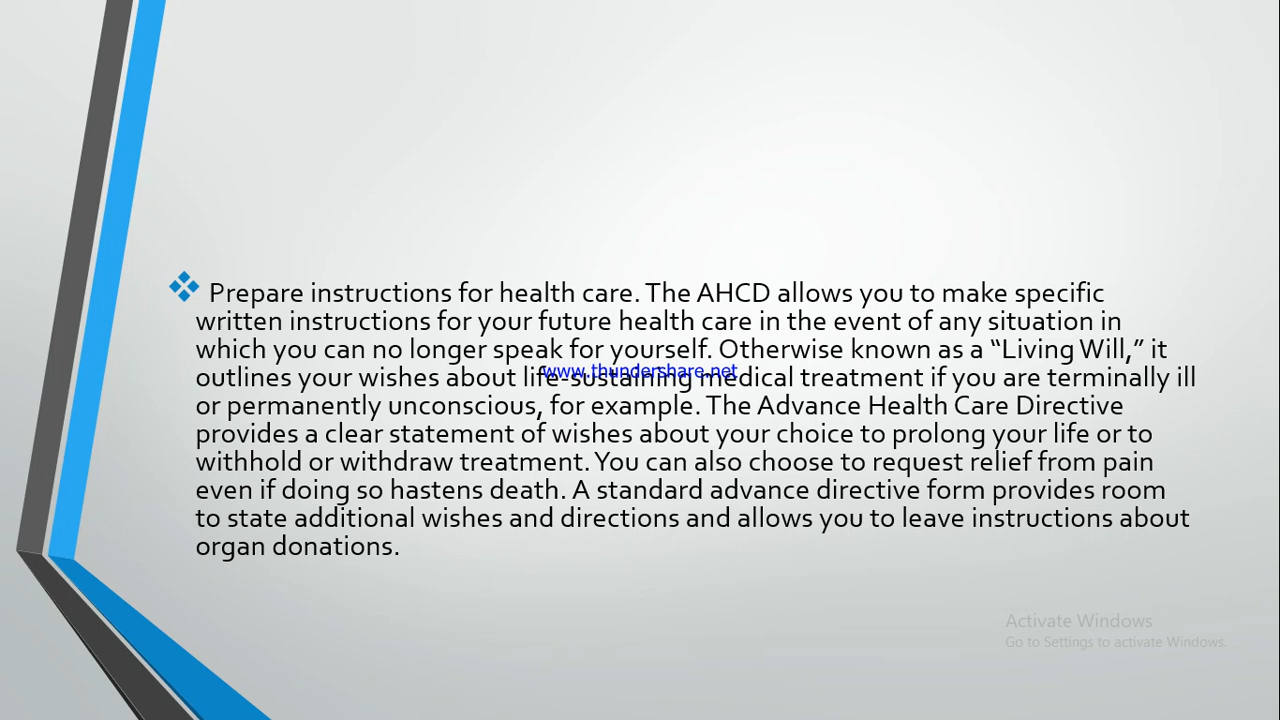 Prepare instructions for health care. The AHCD allows you to make specific
written instructions for your future health care in the event of any situation in
which you can no longer speak for yourself. Otherwise known as a “Living Will,” it
www.thundershare.net
outlines your wishes about life-sustaining medical treatment if you are terminally ill
or permanently unconscious, for example. The Advance Health Care Directive
provides a clear statement of wishes about your choice to prolong your life or to
withhold or withdraw treatment. You can also choose to request relief from pain
even if doing so hastens death. A standard advance directive form provides room
to state additional wishes and directions and allows you to leave instructions about
organ donations.
Activate Windows
Go to Settings to activate Windows.